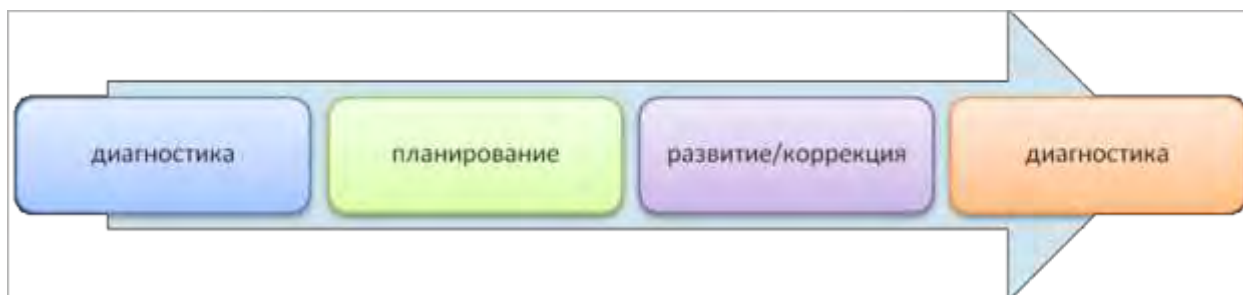 диагностика
планирование
развитие/коррекция
диагностика